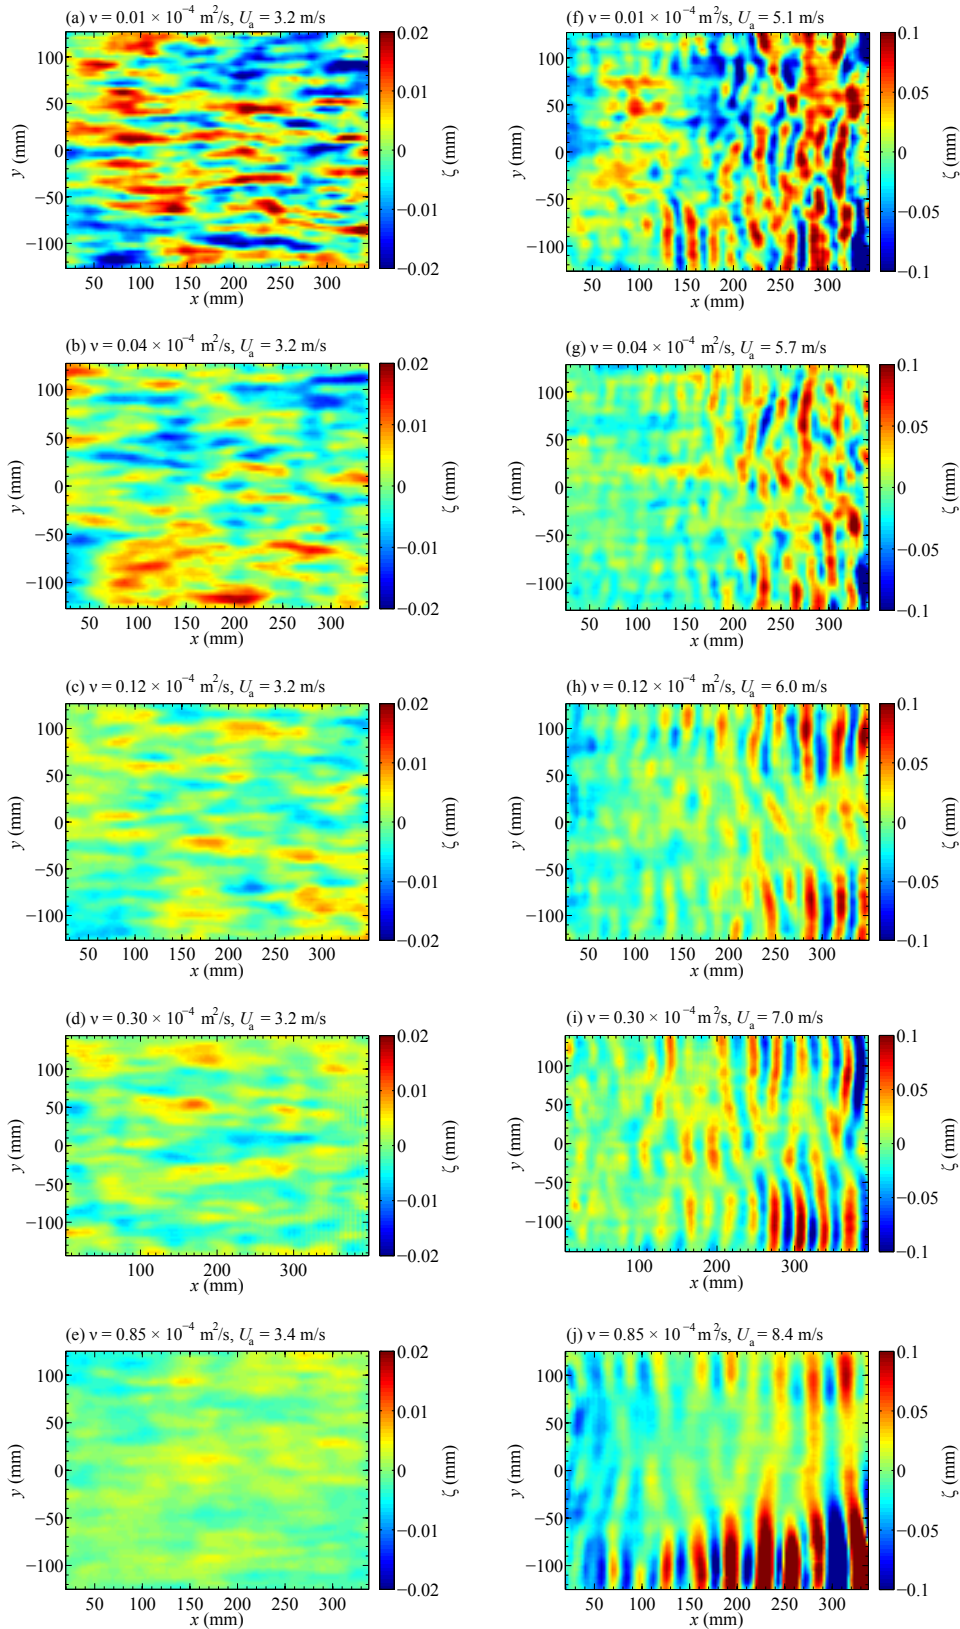 (a) ν = 0.01 × 10⁻⁴ m²/s, Uₐ = 3.2 m/s
100
50
0
−50
−100
y (mm)
50 100 150 200 250 300
x (mm)
0.02
0.01
0
−0.01
−0.02
ζ (mm)
(f) ν = 0.01 × 10⁻⁴ m²/s, Uₐ = 5.1 m/s
100
50
0
−50
−100
y (mm)
50 100 150 200 250 300
x (mm)
0.1
0.05
0
−0.05
−0.1
ζ (mm)
(b) ν = 0.04 × 10⁻⁴ m²/s, Uₐ = 3.2 m/s
100
50
0
−50
−100
y (mm)
50 100 150 200 250 300
x (mm)
0.02
0.01
0
−0.01
−0.02
ζ (mm)
(g) ν = 0.04 × 10⁻⁴ m²/s, Uₐ = 5.7 m/s
100
50
0
−50
−100
y (mm)
50 100 150 200 250 300
x (mm)
0.1
0.05
0
−0.05
−0.1
ζ (mm)
(c) ν = 0.12 × 10⁻⁴ m²/s, Uₐ = 3.2 m/s
100
50
0
−50
−100
y (mm)
50 100 150 200 250 300
x (mm)
0.02
0.01
0
−0.01
−0.02
ζ (mm)
(h) ν = 0.12 × 10⁻⁴ m²/s, Uₐ = 6.0 m/s
100
50
0
−50
−100
y (mm)
50 100 150 200 250 300
x (mm)
0.1
0.05
0
−0.05
−0.1
ζ (mm)
(d) ν = 0.30 × 10⁻⁴ m²/s, Uₐ = 3.2 m/s
100
50
0
−50
−100
y (mm)
100 200 300
x (mm)
0.02
0.01
0
−0.01
−0.02
ζ (mm)
(i) ν = 0.30 × 10⁻⁴ m²/s, Uₐ = 7.0 m/s
100
50
0
−50
−100
y (mm)
100 200 300
x (mm)
0.1
0.05
0
−0.05
−0.1
ζ (mm)
(e) ν = 0.85 × 10⁻⁴ m²/s, Uₐ = 3.4 m/s
100
50
0
−50
−100
y (mm)
50 100 150 200 250 300
x (mm)
0.02
0.01
0
−0.01
−0.02
ζ (mm)
(j) ν = 0.85 × 10⁻⁴ m²/s, Uₐ = 8.4 m/s
100
50
0
−50
−100
y (mm)
50 100 150 200 250 300
x (mm)
0.1
0.05
0
−0.05
−0.1
ζ (mm)